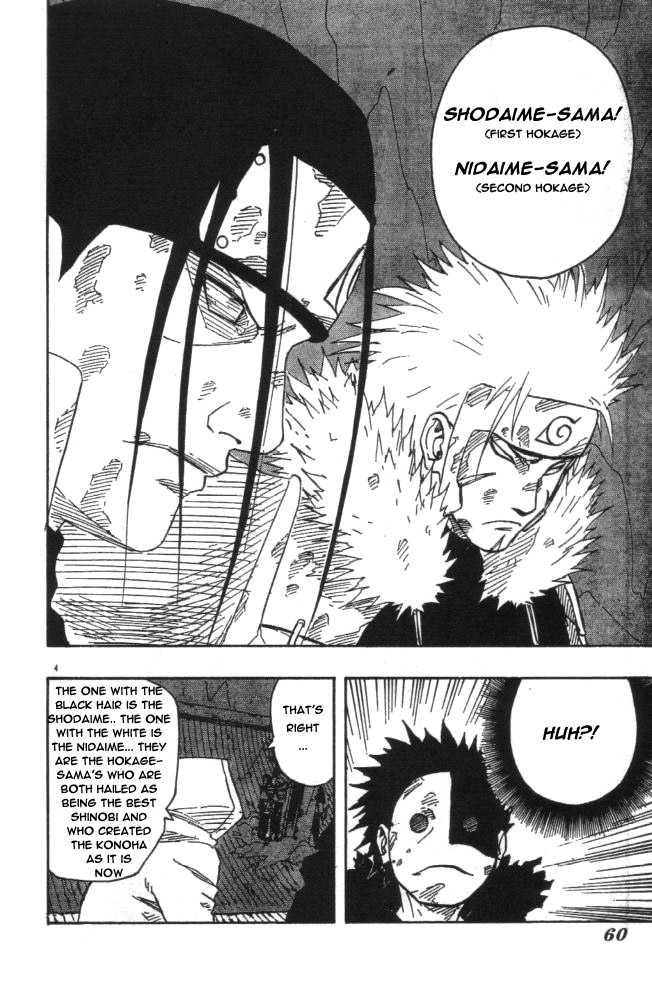 SHODAIME-SAMA!
(FIRST HOKAGE)
NIDAIME-SAMA!
(SECOND HOKAGE)
4
HUH?!
THAT'S
RIGHT
...
THE ONE WITH THE
BLACK HAIR IS THE
SHODAIME.. THE ONE
WITH THE WHITE IS
THE NIDAIME... THEY
ARE THE HOKAGE-
SAMA'S WHO ARE
BOTH HAILED AS
BEING THE BEST
SHINOBI AND
WHO CREATED
THE KONOHA
AS IT IS
NOW
60